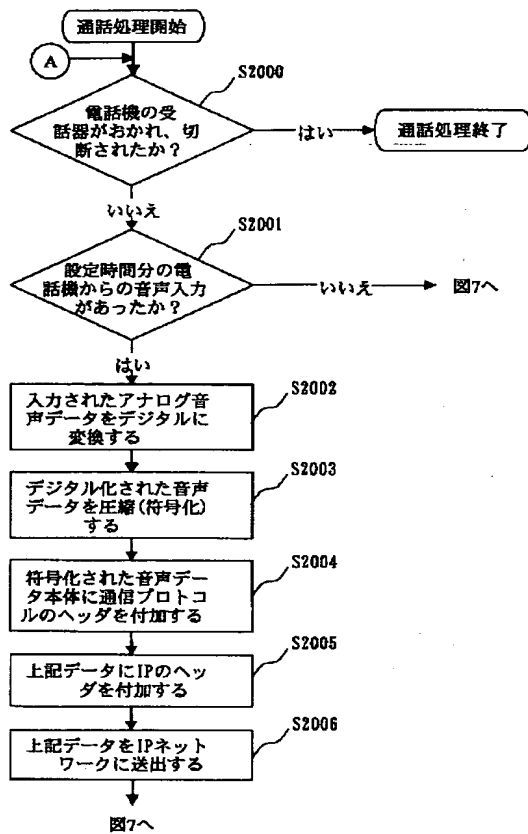 通話処理開始
A
S2000
電話機の受
話器がおかれ、切
断されたか？
はい
通話処理終了
いいえ
S2001
設定時間分の電
話機からの音声入力
があったか？
いいえ
図7へ
はい
S2002
入力されたアナログ音
声データをデジタルに
変換する
S2003
デジタル化された音声
データを圧縮(符号化)
する
S2004
符号化された音声デー
タ本体に通信プロトコ
ルのヘッダを付加する
S2005
上記データにIPのヘッ
ダを付加する
S2006
上記データをIPネット
ワークに送出する
図7へ